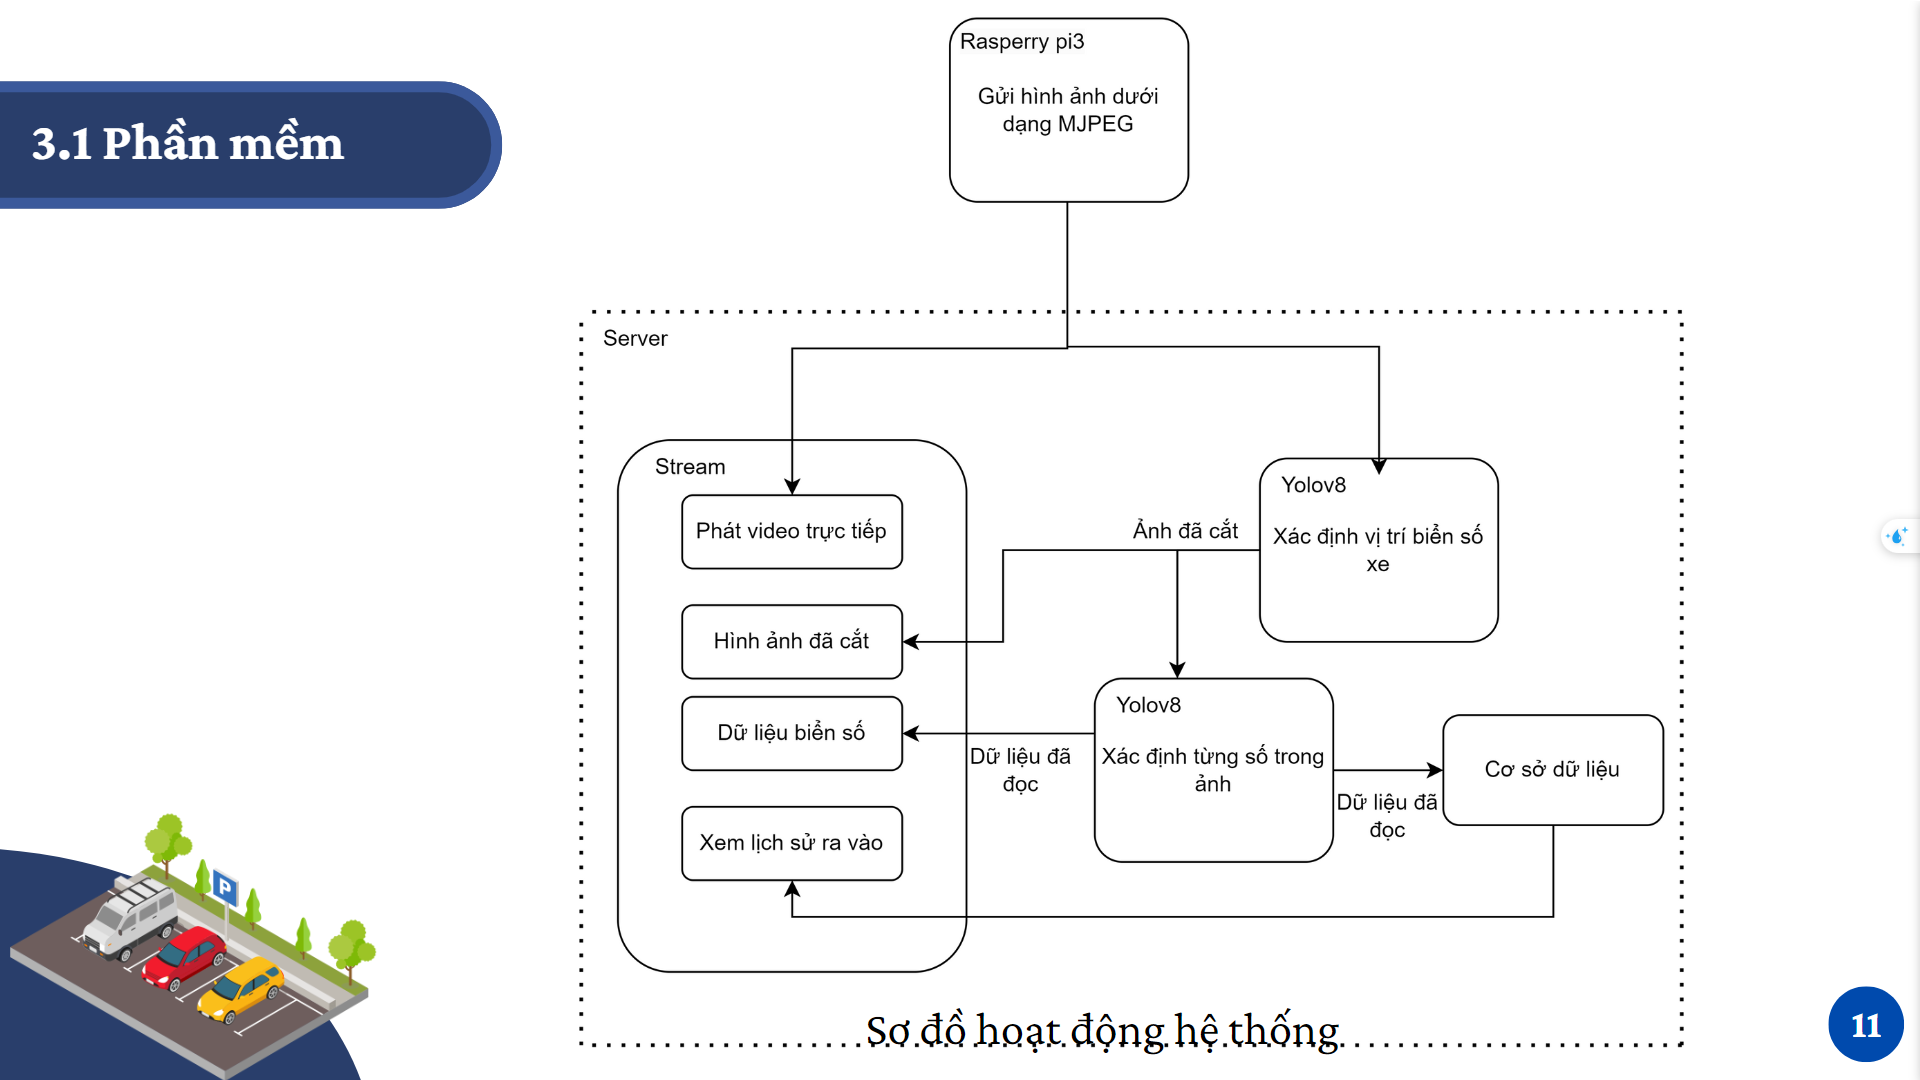 3.1 Phần mềm
Rasperry pi3
Gửi hình ảnh dưới
dạng MJPEG
Server
Stream
Phát video trực tiếp
Hình ảnh đã cắt
Dữ liệu biển số
Xem lịch sử ra vào
Ảnh đã cắt
Yolov8
Xác định vị trí biển số
xe
Yolov8
Xác định từng số trong
ảnh
Dữ liệu đã
đọc
Dữ liệu đã
đọc
Cơ sở dữ liệu
P
Sơ đồ hoạt động hệ thống
11